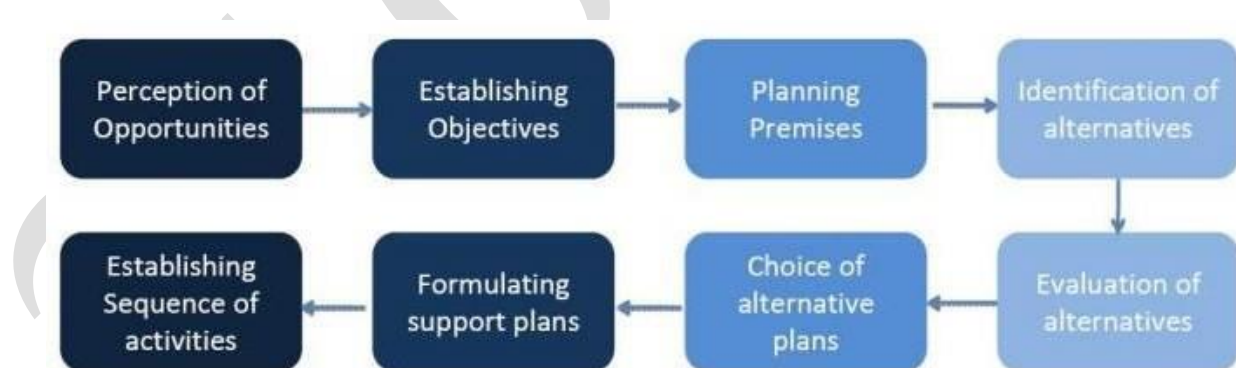 Perception of
Opportunities
Establishing
Objectives
Planning
Premises
Identification of
alternatives
Evaluation of
alternatives
Choice of
alternative
plans
Formulating
support plans
Establishing
Sequence of
activities